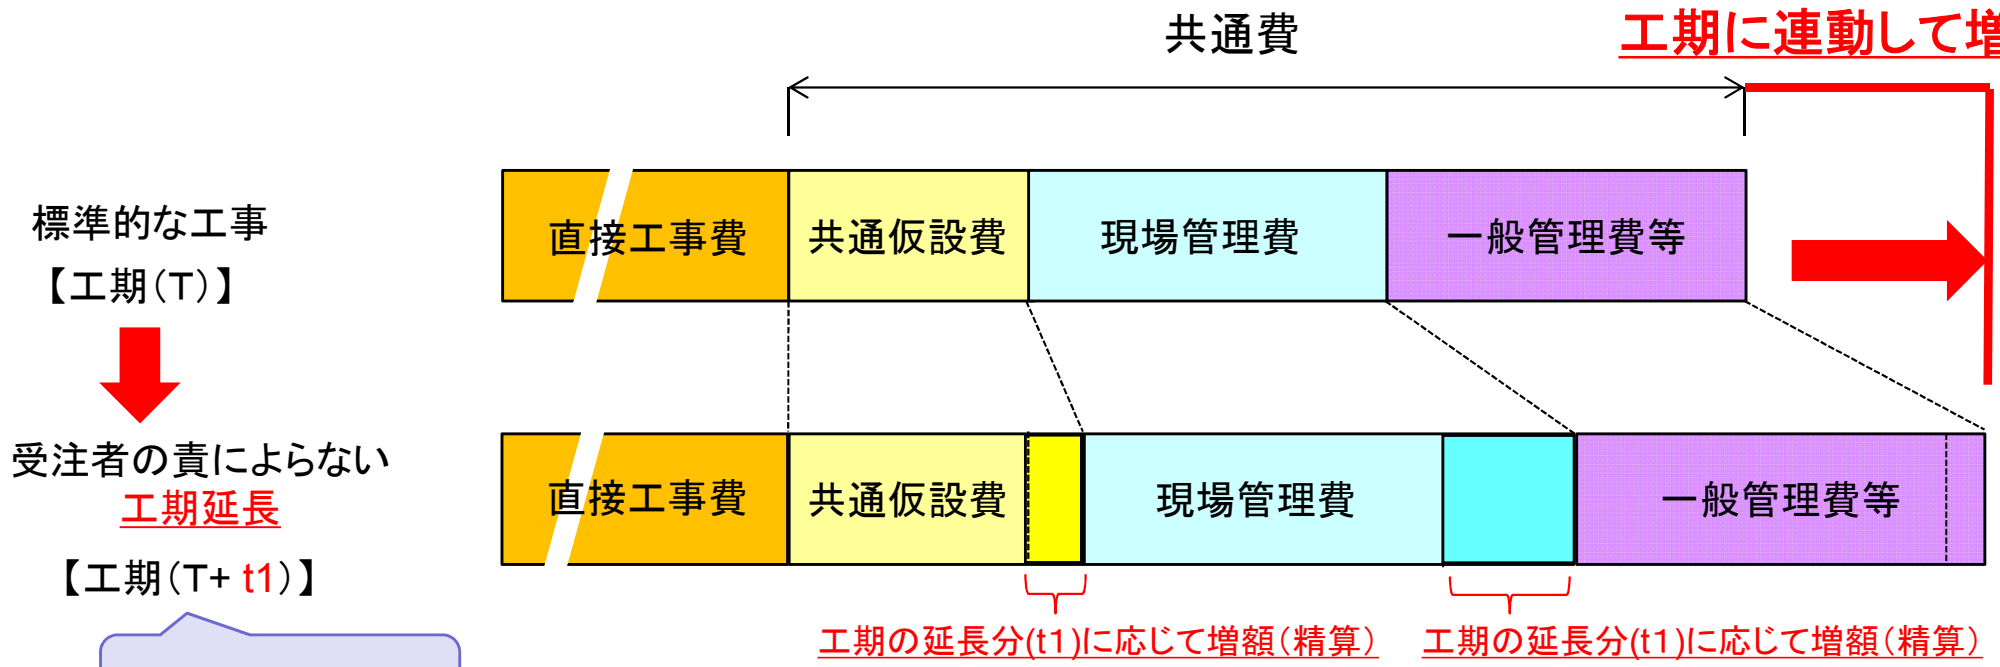 共通費
工期に連動して増
標準的な工事
【工期(T)】
直接工事費
共通仮設費
現場管理費
一般管理費等
受注者の責によらない
工期延長
【工期(T+ t1)】
直接工事費
共通仮設費
現場管理費
一般管理費等
工期の延長分(t1)に応じて増額(精算)
工期の延長分(t1)に応じて増額(精算)